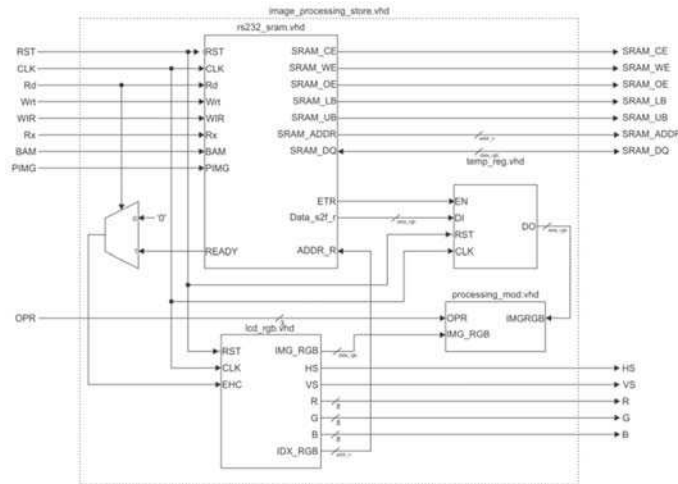 image_processing_store.vhd
rs232_sram.vhd
RST RST SRAM_CE SRAM_CE
CLK CLK SRAM_WE SRAM_WE
Rd Rd SRAM_OE SRAM_OE
Wrt Wrt SRAM_LB SRAM_LB
WIR WIR SRAM_UB SRAM_UB
Rx Rx SRAM_ADDR SRAM_ADDR
BAM BAM SRAM_DQ SRAM_DQ
temp_reg.vhd
PIMG PIMG
ETR EN
0 '0' Data_s2f_r DI
DO
RST
1 READY ADDR_R CLK
processing_mod.vhd
OPR OPR IMGRGB
lcd_rgb.vhd
IMG_RGB
RST IMG_RGB
CLK HS HS
EHC VS VS
R R
G G
B B
IDX_RGB